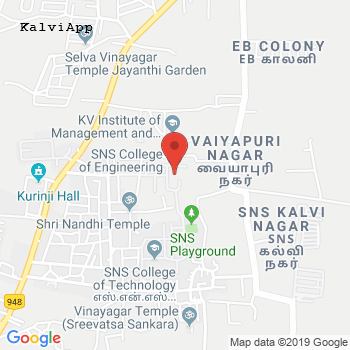 KalviApp
EB COLONY
EB காலனி
Selva Vinayagar
Temple Jayanthi Garden
KV Institute of
Management and...
VAIYAPURI
NAGAR
வையாபுரி
நகர்
SNS College
of Engineering
Kurinji Hall
Shri Nandhi Temple
SNS KALVI
NAGAR
SNS
கல்வி
நகர்
SNS
Playground
SNS College
of Technology
எஸ்.என்.எஸ்...
948
Vinayagar Temple
(Sreevatsa Sankara)
Google
Map data ©2019 Google